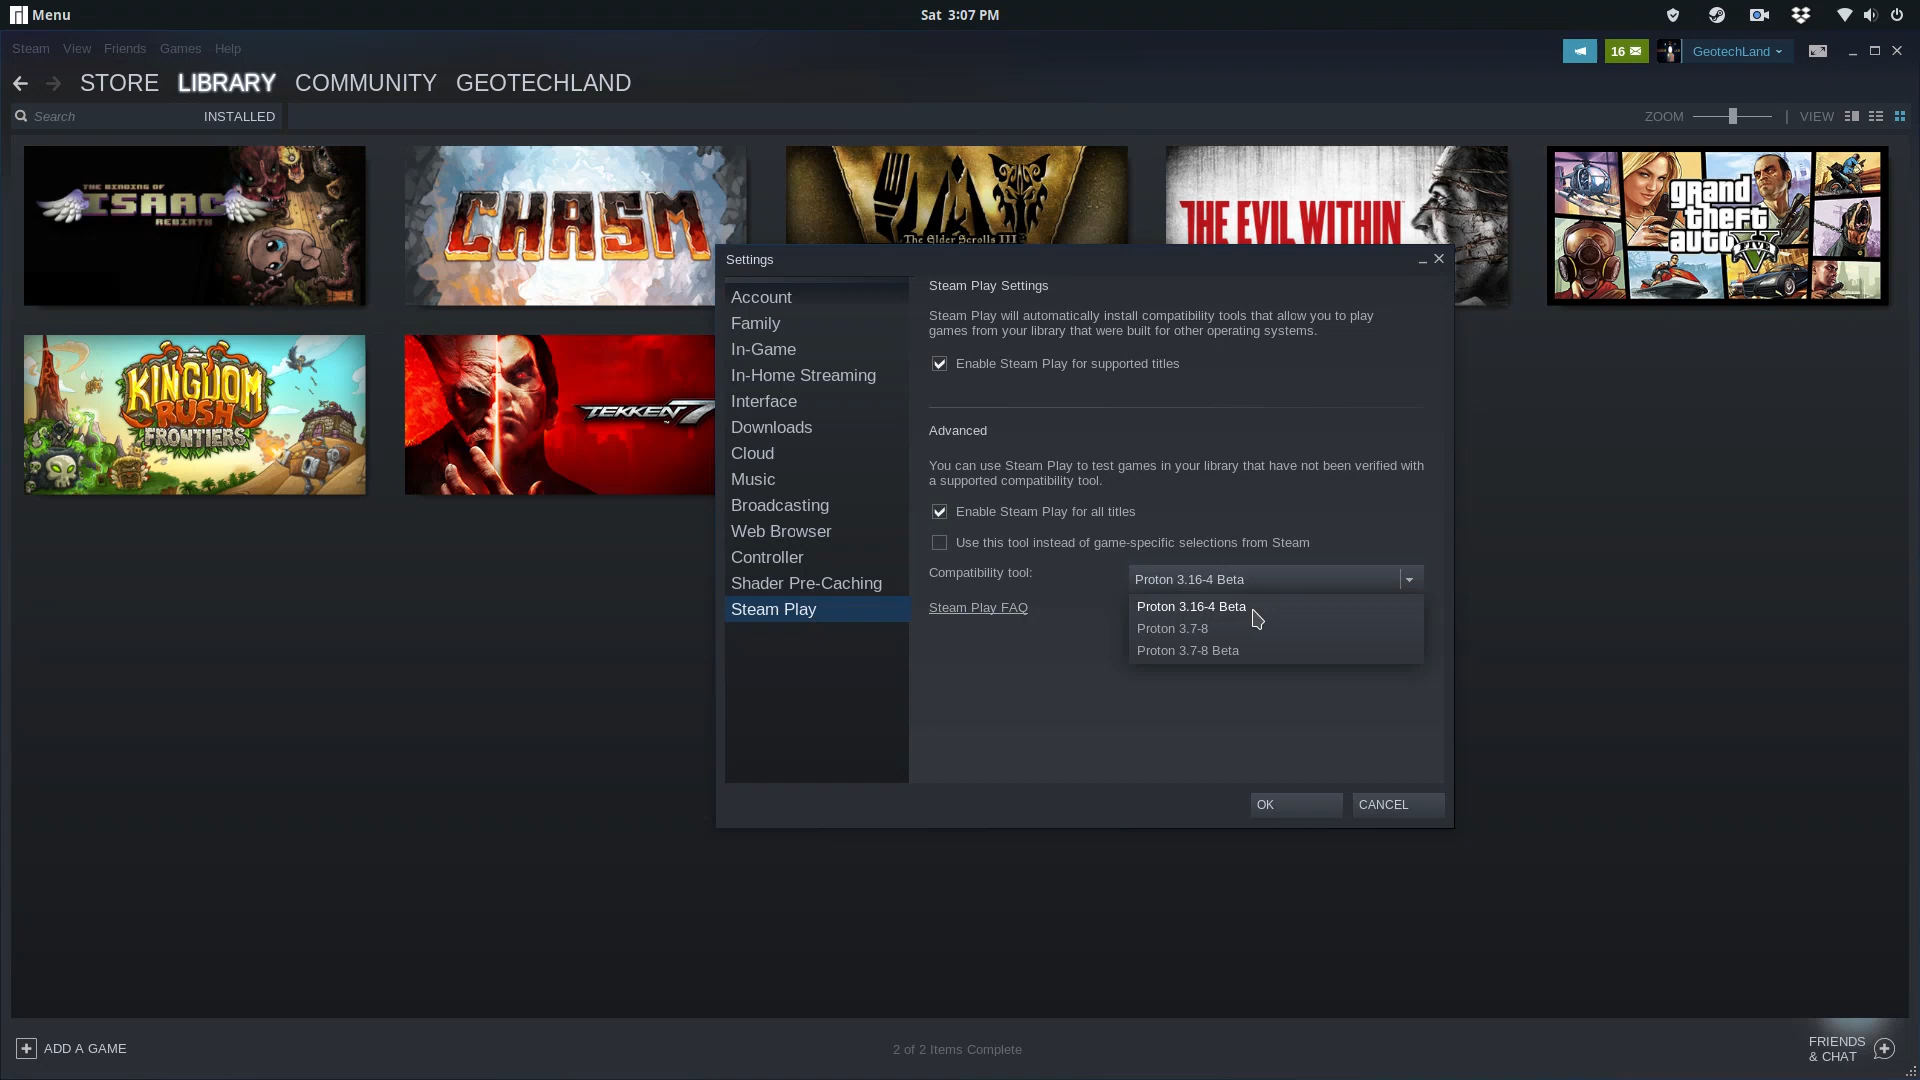 Menu
Sat 3:07 PM
Steam View Friends Games Help
16
GeotechLand
STORE LIBRARY COMMUNITY GEOTECHLAND
Search
INSTALLED
ZOOM
VIEW
THE BINDING OF
ISAAC
REBIRTH
CHASM
The Elder Scrolls III
THE EVIL WITHIN
grand
theft
auto
FIVE
KINGDOM
RUSH
FRONTIERS
TEKKEN 7
Settings
Account
Family
In-Game
In-Home Streaming
Interface
Downloads
Cloud
Music
Broadcasting
Web Browser
Controller
Shader Pre-Caching
Steam Play
Steam Play Settings
Steam Play will automatically install compatibility tools that allow you to play
games from your library that were built for other operating systems.
Enable Steam Play for supported titles
Advanced
You can use Steam Play to test games in your library that have not been verified with
a supported compatibility tool.
Enable Steam Play for all titles
Use this tool instead of game-specific selections from Steam
Compatibility tool:
Proton 3.16-4 Beta
Proton 3.16-4 Beta
Proton 3.7-8
Proton 3.7-8 Beta
Steam Play FAQ
OK
CANCEL
ADD A GAME
2 of 2 Items Complete
FRIENDS
& CHAT